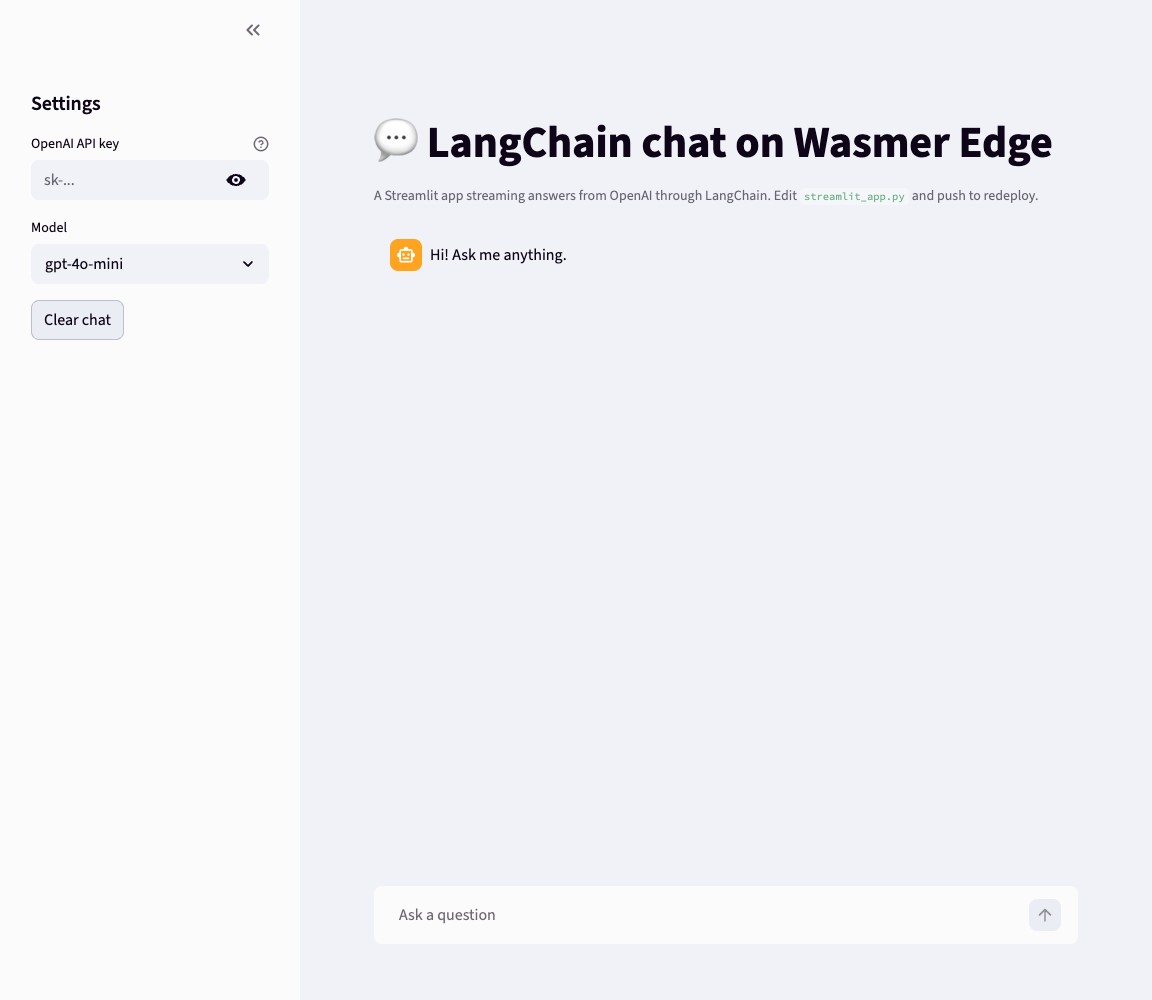 Settings
OpenAI API key
sk-...
Model
gpt-4o-mini
Clear chat
LangChain chat on Wasmer Edge
A Streamlit app streaming answers from OpenAI through LangChain. Edit streamlit_app.py and push to redeploy.
Hi! Ask me anything.
Ask a question